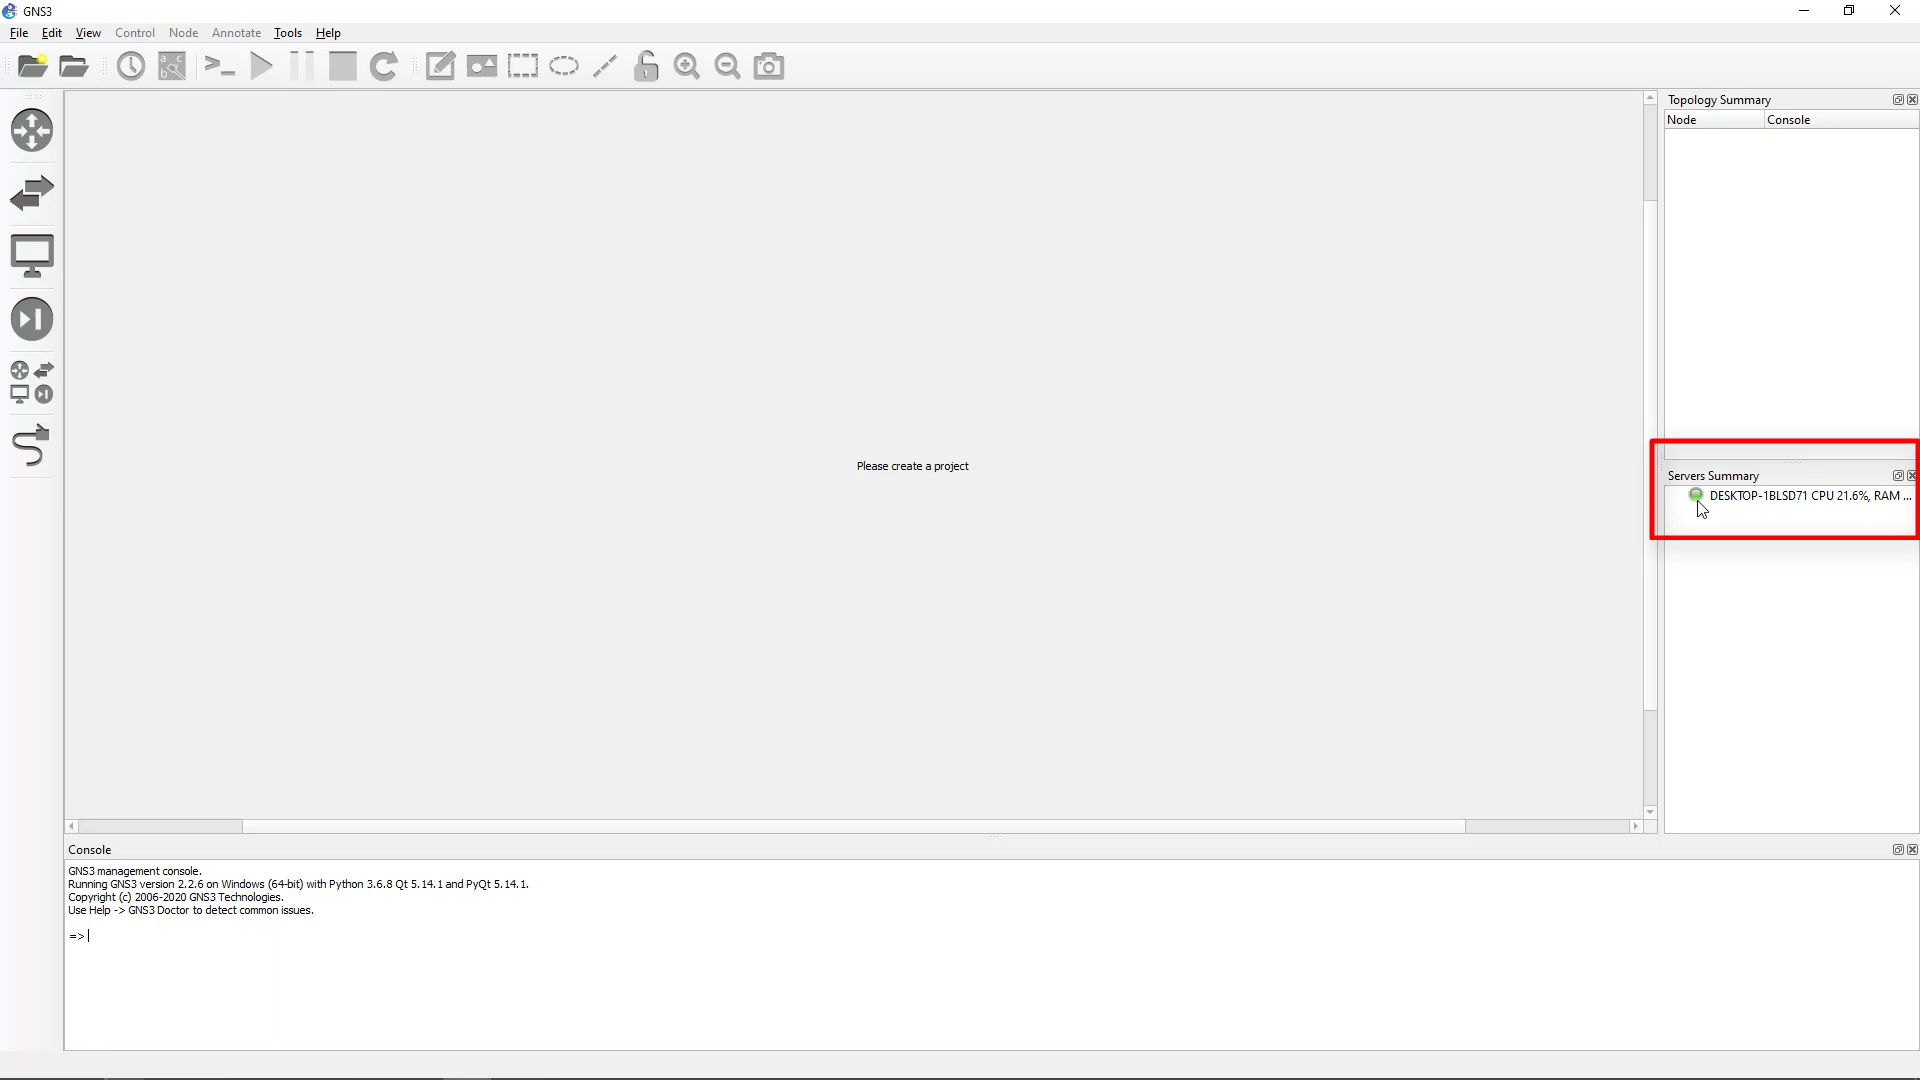 GNS3
File Edit View Control Node Annotate Tools Help
a c
b
Topology Summary
Node Console
Please create a project
Servers Summary
DESKTOP-1BLSD71 CPU 21.6%, RAM ...
Console
GNS3 management console.
Running GNS3 version 2.2.6 on Windows (64-bit) with Python 3.6.8 Qt 5.14.1 and PyQt 5.14.1.
Copyright (c) 2006-2020 GNS3 Technologies.
Use Help -> GNS3 Doctor to detect common issues.
=>